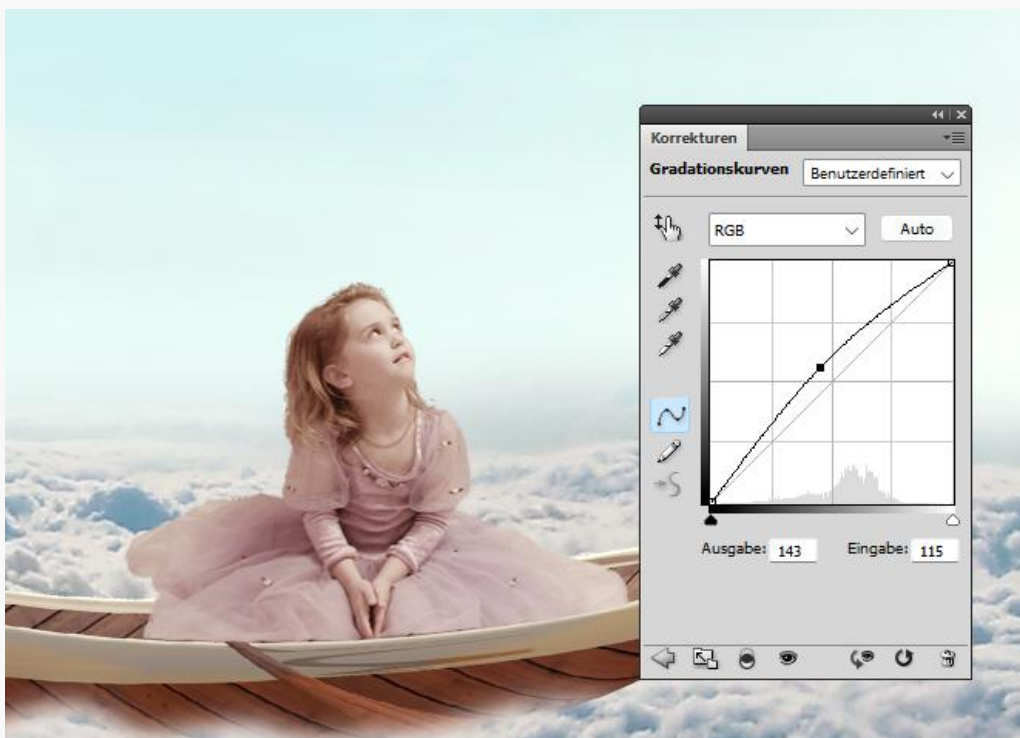 Korrekturen
Gradationskurven Benutzerdefiniert
RGB Auto
Ausgabe: 143 Eingabe: 115